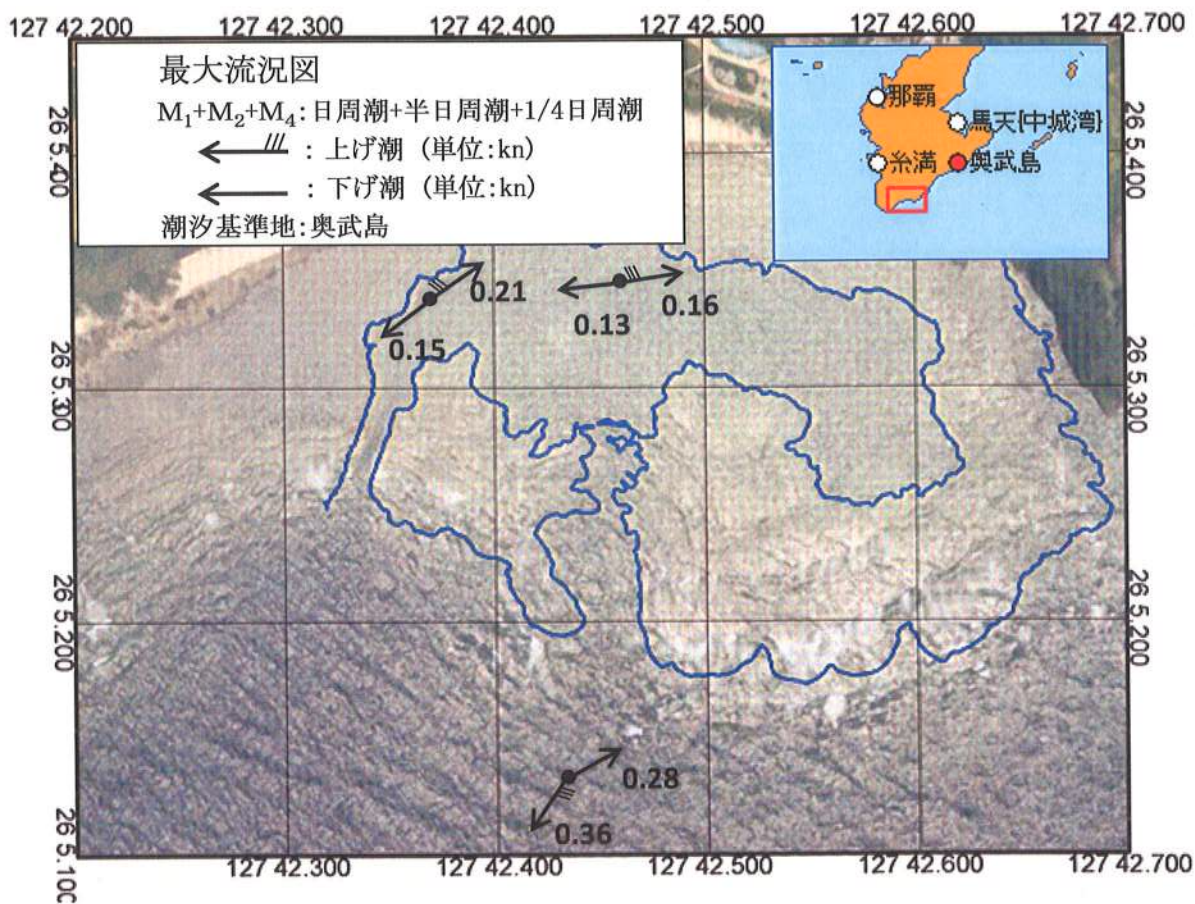 127 42.200 127 42.300 127 42.400 127 42.500 127 42.600 127 42.700
最大流況図
M₁+M₂+M₄:日周潮+半日周潮+1/4日周潮
:上げ潮 (単位:kn)
:下げ潮 (単位:kn)
潮汐基準地:奥武島
那覇
馬天{中城湾}
糸満
奥武島
26 5.400
26 5.400
0.21
0.16
0.13
0.15
26 5.300
26 5.300
26 5.200
26 5.200
0.28
0.36
26 5.100
127 42.300 127 42.400 127 42.500 127 42.600 127 42.700